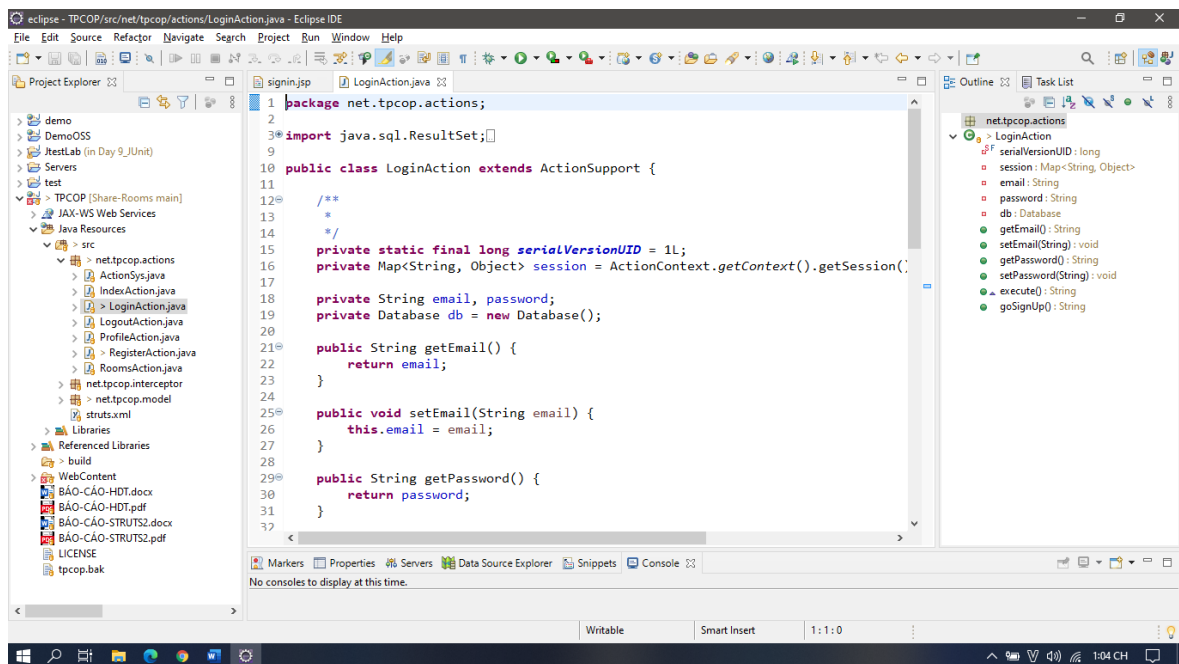 eclipse - TPCOP/src/net/tpcop/actions/LoginAction.java - Eclipse IDE
File Edit Source Refactor Navigate Search Project Run Window Help
Project Explorer
demo
DemoOSS
JtestLab (in Day 9_JUnit)
Servers
test
> TPCOP [Share-Rooms main]
JAX-WS Web Services
Java Resources
> src
> net.tpcop.actions
ActionSys.java
IndexAction.java
> LoginAction.java
LogoutAction.java
ProfileAction.java
> RegisterAction.java
RoomsAction.java
net.tpcop.interceptor
> net.tpcop.model
struts.xml
Libraries
Referenced Libraries
> build
WebContent
BÁO-CÁO-HDT.docx
BÁO-CÁO-HDT.pdf
BÁO-CÁO-STRUTS2.docx
BÁO-CÁO-STRUTS2.pdf
LICENSE
tpcop.bak
signin.jsp LoginAction.java
1 package net.tpcop.actions;
2
3 import java.sql.ResultSet;
9
10 public class LoginAction extends ActionSupport {
11
12 /**
13 *
14 */
15 private static final long serialVersionUID = 1L;
16 private Map<String, Object> session = ActionContext.getContext().getSession()
17
18 private String email, password;
19 private Database db = new Database();
20
21 public String getEmail() {
22 return email;
23 }
24
25 public void setEmail(String email) {
26 this.email = email;
27 }
28
29 public String getPassword() {
30 return password;
31 }
32
Outline Task List
net.tpcop.actions
> LoginAction
serialVersionUID : long
session : Map<String, Object>
email : String
password : String
db : Database
getEmail() : String
setEmail(String) : void
getPassword() : String
setPassword(String) : void
execute() : String
goSignUp() : String
Markers Properties Servers Data Source Explorer Snippets Console
No consoles to display at this time.
Writable Smart Insert 1 : 1 : 0
1:04 CH